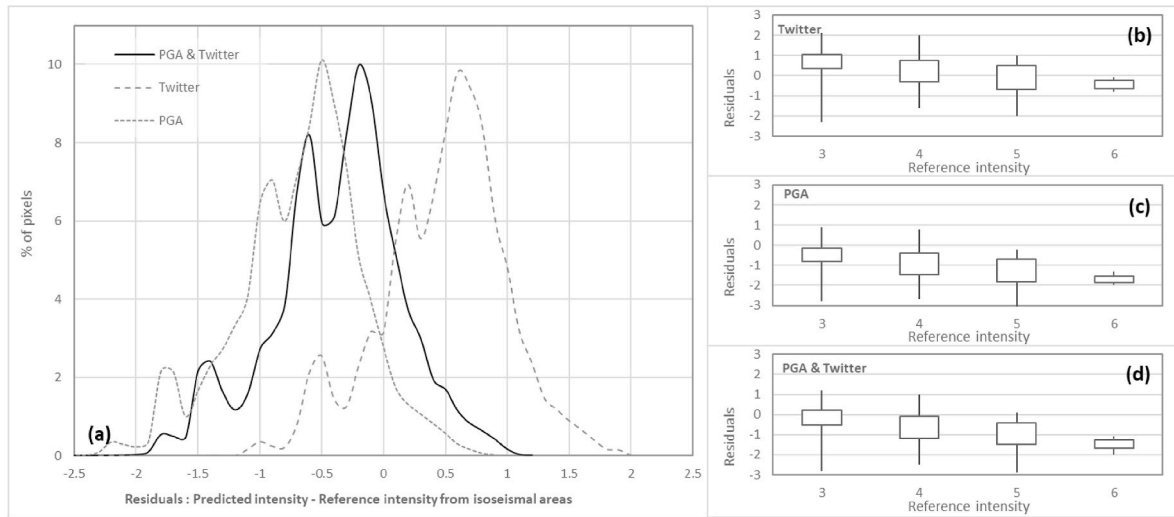 PGA & Twitter
Twitter
PGA
10
8
6
4
2
0
% of pixels
(a)
-2.5 -2 -1.5 -1 -0.5 0 0.5 1 1.5 2 2.5
Residuals : Predicted intensity - Reference intensity from isoseismal areas
Twitter
(b)
3
2
1
0
-1
-2
-3
Residuals
3 4 5 6
Reference intensity
PGA
(c)
3
2
1
0
-1
-2
-3
Residuals
3 4 5 6
Reference intensity
PGA & Twitter
(d)
3
2
1
0
-1
-2
-3
Residuals
3 4 5 6
Reference intensity